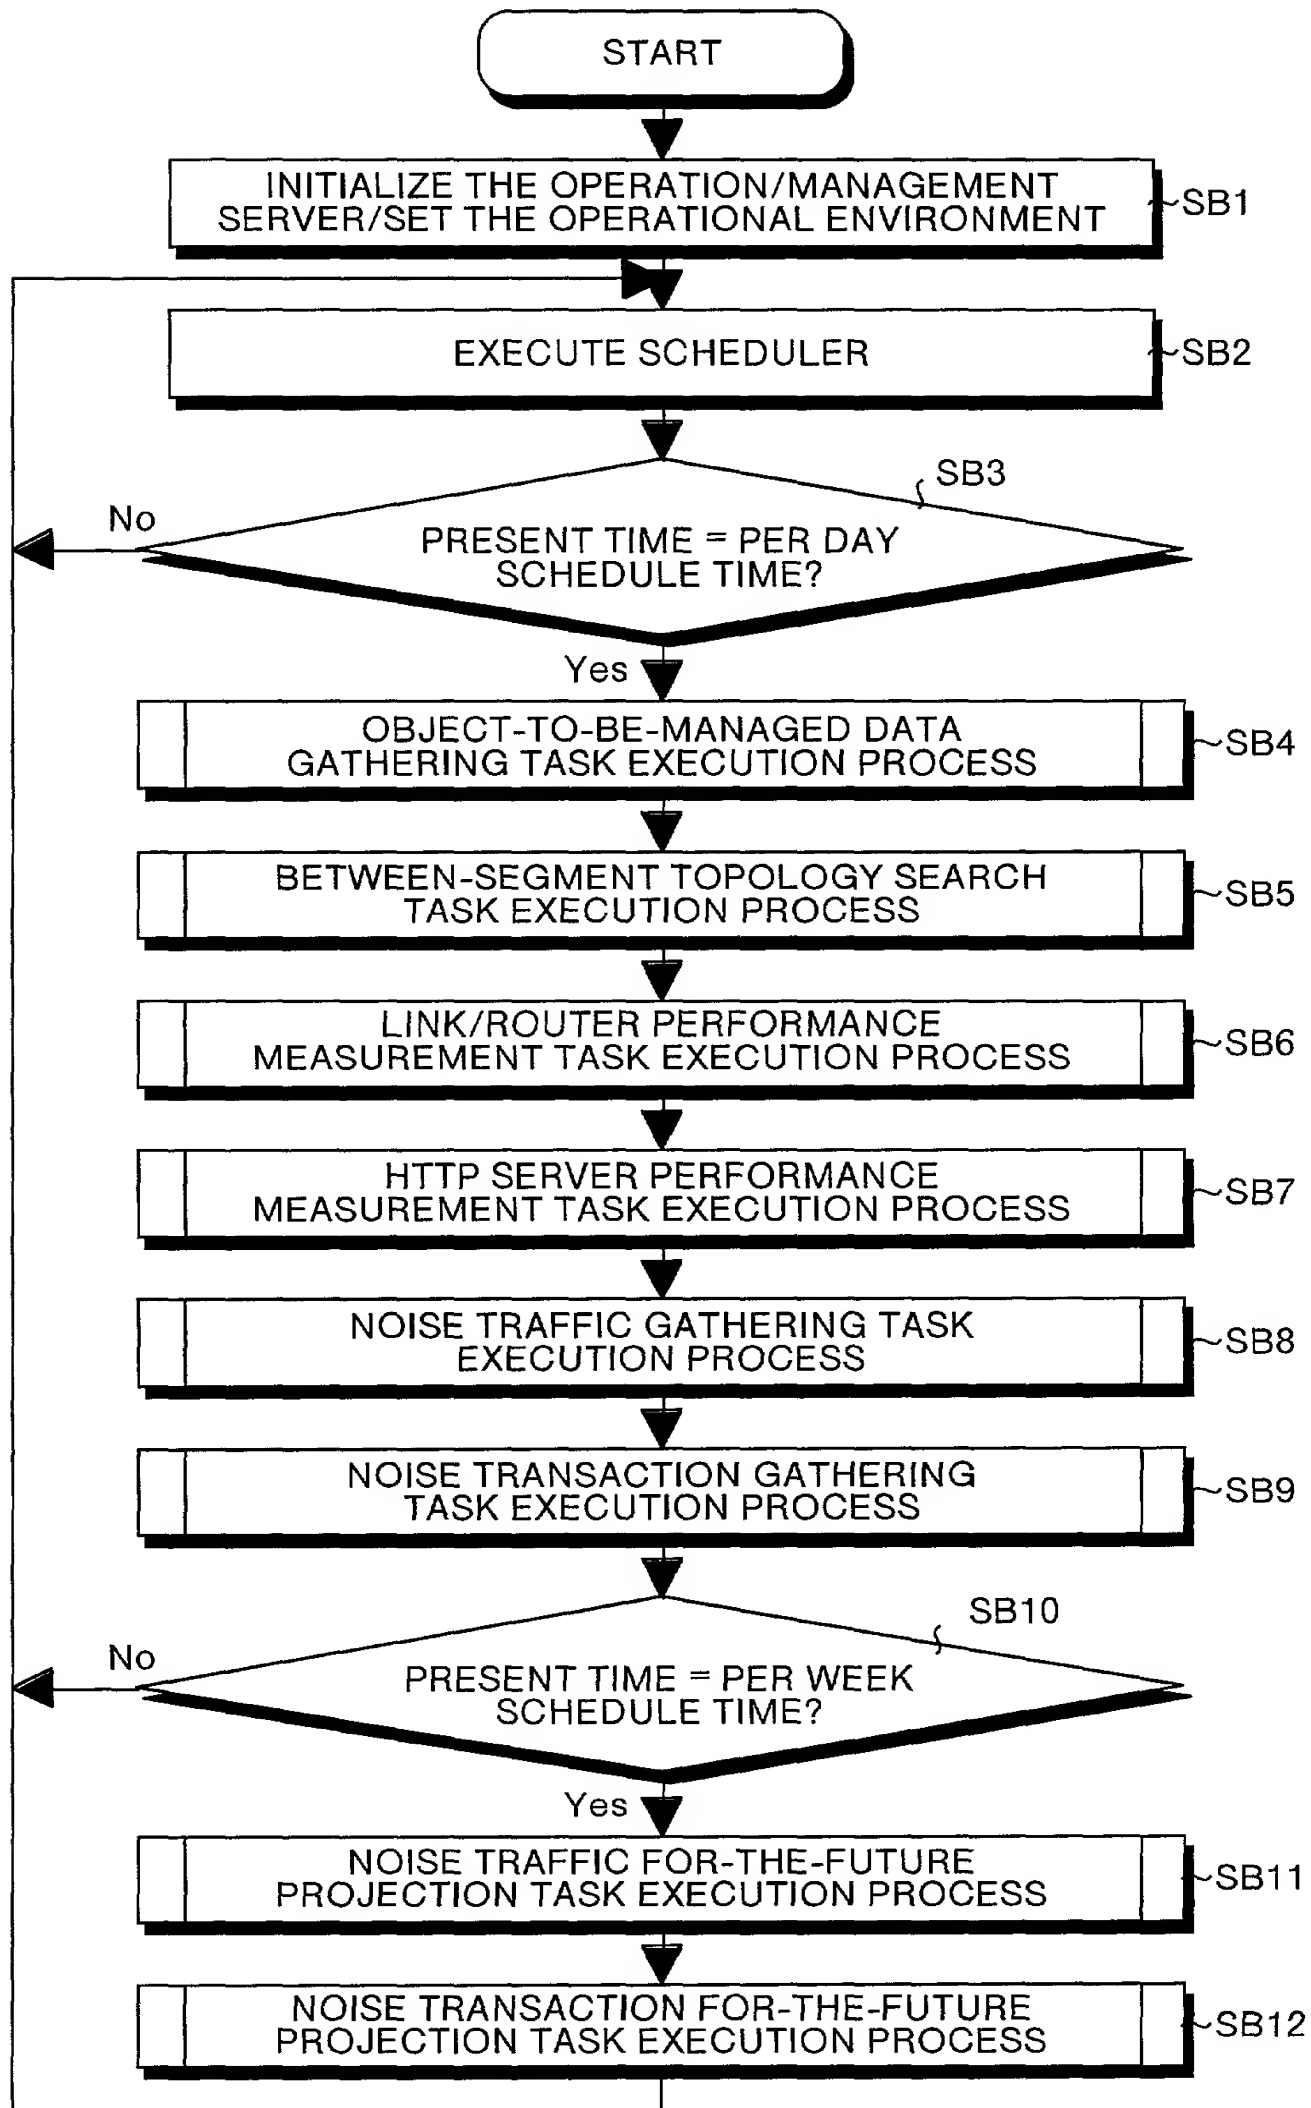 START
INITIALIZE THE OPERATION/MANAGEMENT
SERVER/SET THE OPERATIONAL ENVIRONMENT
SB1
EXECUTE SCHEDULER
SB2
SB3
No
PRESENT TIME = PER DAY
SCHEDULE TIME?
Yes
OBJECT-TO-BE-MANAGED DATA
GATHERING TASK EXECUTION PROCESS
SB4
BETWEEN-SEGMENT TOPOLOGY SEARCH
TASK EXECUTION PROCESS
SB5
LINK/ROUTER PERFORMANCE
MEASUREMENT TASK EXECUTION PROCESS
SB6
HTTP SERVER PERFORMANCE
MEASUREMENT TASK EXECUTION PROCESS
SB7
NOISE TRAFFIC GATHERING TASK
EXECUTION PROCESS
SB8
NOISE TRANSACTION GATHERING
TASK EXECUTION PROCESS
SB9
SB10
No
PRESENT TIME = PER WEEK
SCHEDULE TIME?
Yes
NOISE TRAFFIC FOR-THE-FUTURE
PROJECTION TASK EXECUTION PROCESS
SB11
NOISE TRANSACTION FOR-THE-FUTURE
PROJECTION TASK EXECUTION PROCESS
SB12